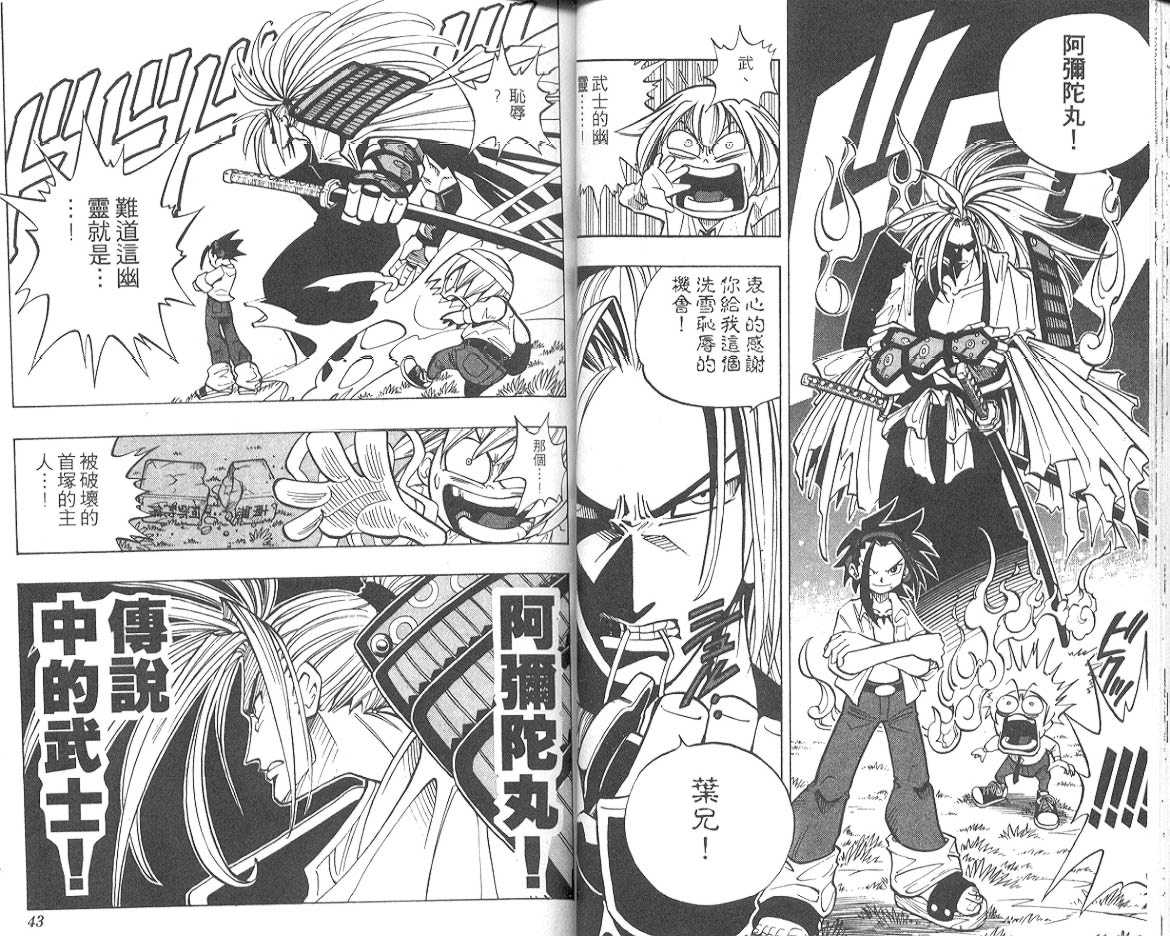 阿彌陀丸！
武、
武士的幽
靈……！
衷心的感謝
你給我這個
洗雪恥辱的
機會！
葉兄！
恥辱
？
難道這幽
靈就是…
…！
那個……
被破壞的
首塚的主
人…！
阿彌陀丸！
傳說
中的武士！
43